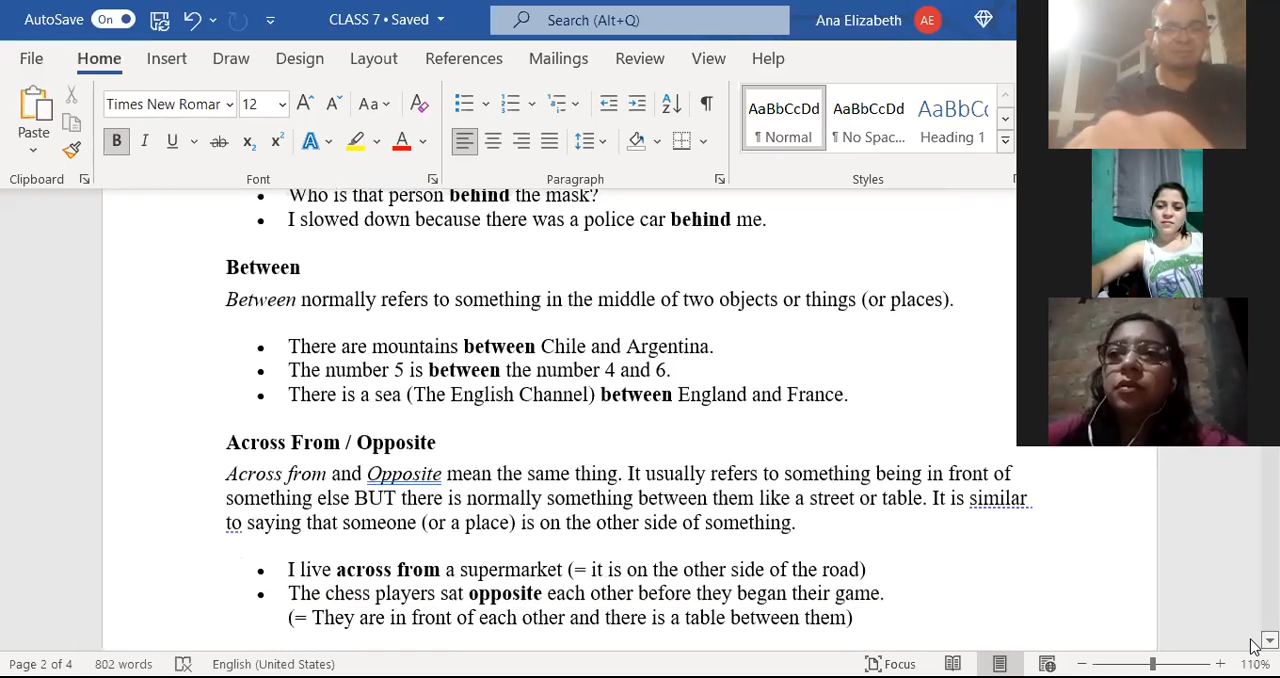 AutoSave On CLASS 7 • Saved Search (Alt+Q) Ana Elizabeth AE
File Home Insert Draw Design Layout References Mailings Review View Help
Paste Times New Romar 12 A A Aa A AaBbCcDd AaBbCcDd AaBbCc
B I U ab x₂ x² A A ¶ Normal ¶ No Spac... Heading 1
Clipboard Font Paragraph Styles
• Who is that person behind the mask?
• I slowed down because there was a police car behind me.
Between
Between normally refers to something in the middle of two objects or things (or places).
• There are mountains between Chile and Argentina.
• The number 5 is between the number 4 and 6.
• There is a sea (The English Channel) between England and France.
Across From / Opposite
Across from and Opposite mean the same thing. It usually refers to something being in front of
something else BUT there is normally something between them like a street or table. It is similar
to saying that someone (or a place) is on the other side of something.
• I live across from a supermarket (= it is on the other side of the road)
• The chess players sat opposite each other before they began their game.
(= They are in front of each other and there is a table between them)
Page 2 of 4 802 words English (United States) Focus 110%